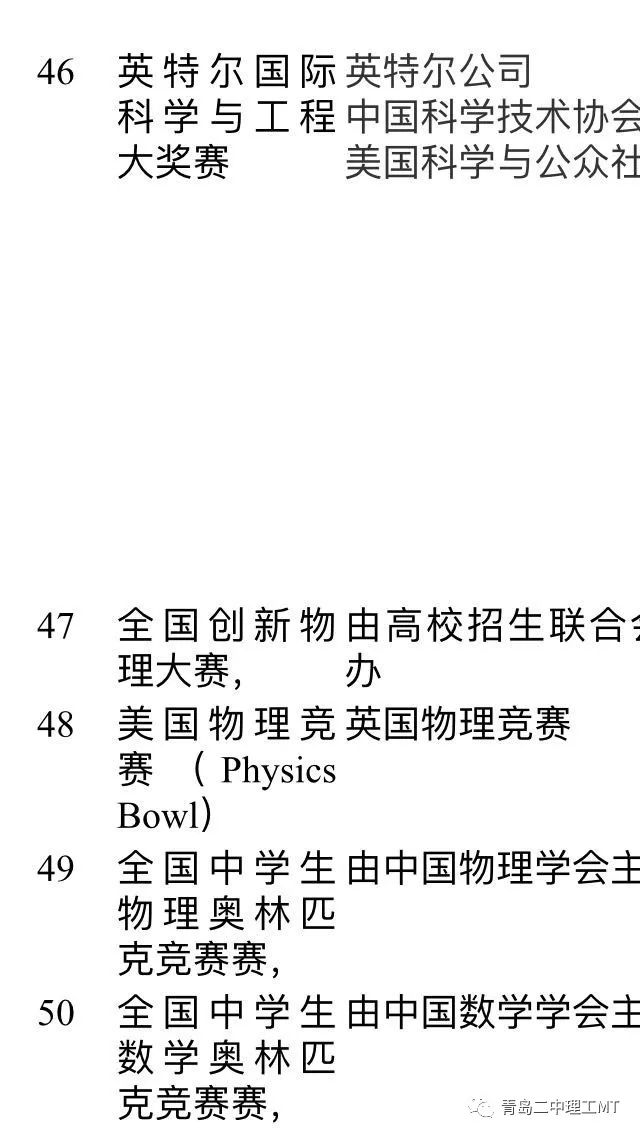 46 英特尔国际 英特尔公司
科学与工程 中国科学技术协会
大奖赛 美国科学与公众社
47 全国创新物 由高校招生联合会
理大赛， 办
48 美国物理竞 英国物理竞赛
赛（Physics
Bowl）
49 全国中学生 由中国物理学会主
物理奥林匹
克竞赛赛，
50 全国中学生 由中国数学学会主
数学奥林匹
克竞赛赛，
青岛二中理工MT